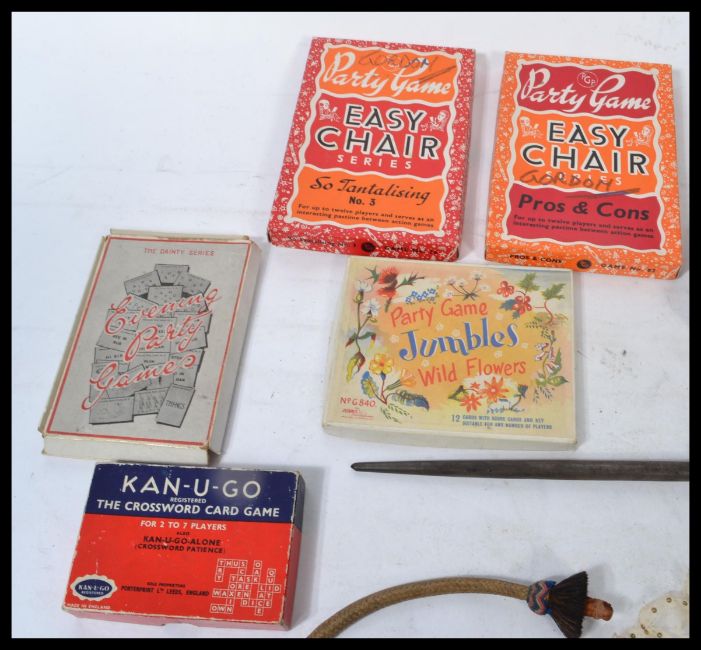 GORDON
Party Game
EASY
CHAIR
SERIES
So Tantalising
No. 3
For up to twelve players and serves as an
interesting pastime between action games
Party Game
EASY
CHAIR
SERIES
GORDON
Pros & Cons
For up to twelve players and serves as an
interesting pastime between action games
PROS & CONS
THE DAINTY SERIES
Evening
Party
Games
Party Game
Jumbles
Wild Flowers
No G840.
12 CARDS WITH SCORE CARDS AND KEY
SUITABLE FOR ANY NUMBER OF PLAYERS
KAN-U-GO
REGISTERED
THE CROSSWORD CARD GAME
FOR 2 TO 7 PLAYERS
ALSO
KAN-U-GO-ALONE
(CROSSWORD PATIENCE)
KAN-U-GO
REGISTERED
SOLE PROPRIETORS
PORTERPRINT LTD LEEDS, ENGLAND
MADE IN ENGLAND